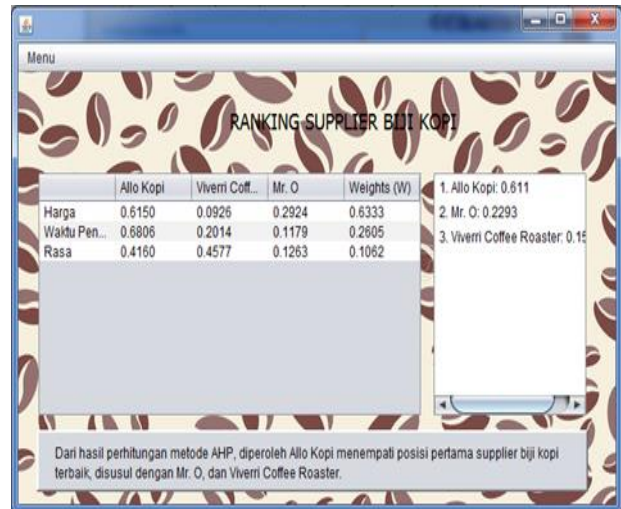 Menu
RANKING SUPPLIER BIJI KOPI
Allo Kopi Viverri Coff... Mr. O Weights (W)
Harga 0.6150 0.0926 0.2924 0.6333
Waktu Pen... 0.6806 0.2014 0.1179 0.2605
Rasa 0.4160 0.4577 0.1263 0.1062
1. Allo Kopi: 0.611
2. Mr. O: 0.2293
3. Viverri Coffee Roaster: 0.15
Dari hasil perhitungan metode AHP, diperoleh Allo Kopi menempati posisi pertama supplier biji kopi
terbaik, disusul dengan Mr. O, dan Viverri Coffee Roaster.